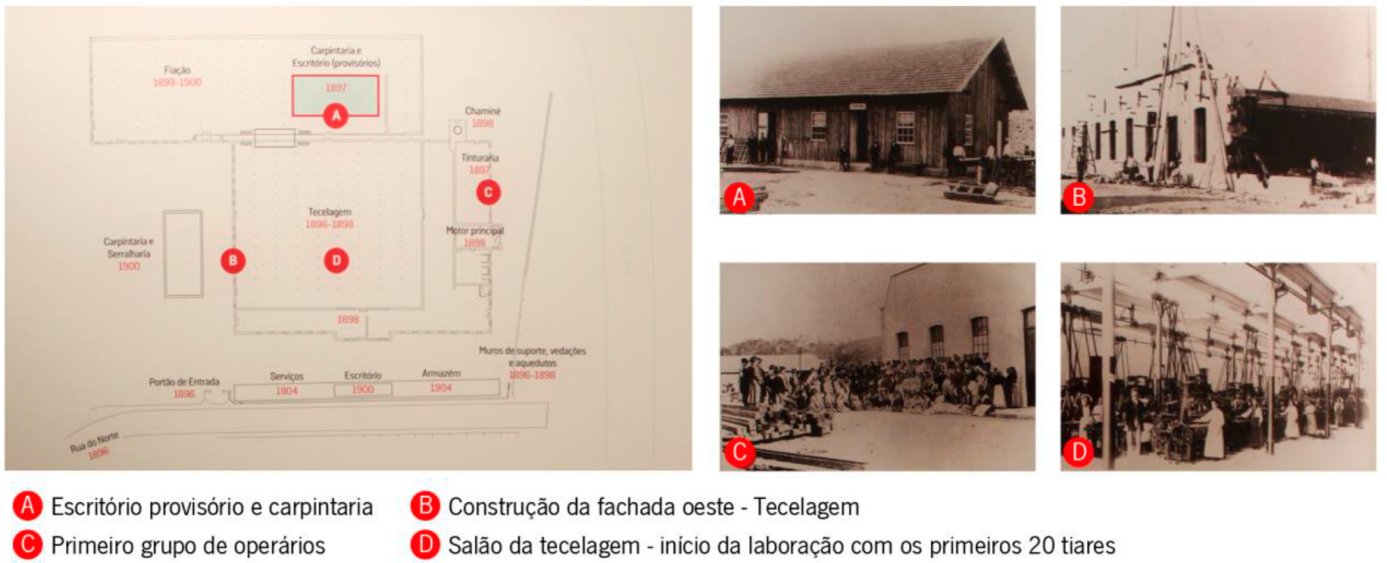 Carpintaria e
Escritório (provisórios)
1897
A
Fiação
1899-1900
Chaminé
1898
Tinturaria
1897
C
Tecelagem
1896-1898
Motor principal
1898
Carpintaria e
Serralharia
1900
B
D
1898
Muros de suporte, vedações
e aquedutos
1896-1898
Portão de Entrada
1896
Serviços
1904
Escritório
1900
Armazém
1904
Rua do Norte
1896
A
B
C
D
A Escritório provisório e carpintaria
B Construção da fachada oeste - Tecelagem
C Primeiro grupo de operários
D Salão da tecelagem - início da laboração com os primeiros 20 tiares